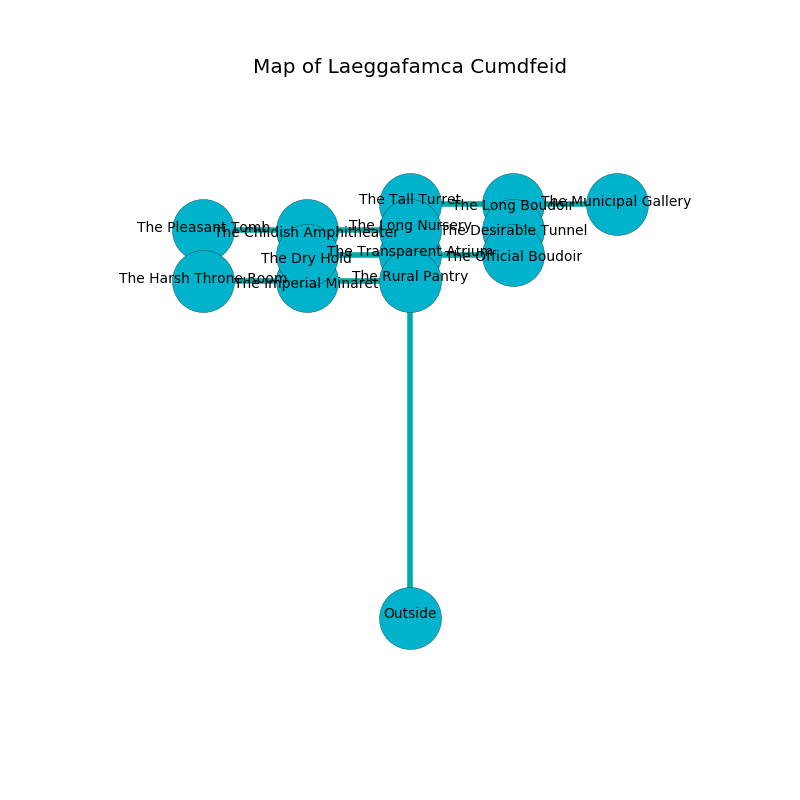 Map of Laeggafamca Cumdfeid
The Tall Turret
The Long Boudoir
The Municipal Gallery
The Pleasant Tomb
The Childish Amphitheater
The Long Nursery
The Desirable Tunnel
The Dry Hold
The Transparent Atrium
The Official Boudoir
The Harsh Throne Room
The Imperial Minaret
The Rural Pantry
Outside